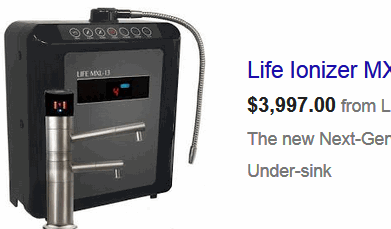 LIFE MXL-13
Life Ionizer MX
$3,997.00 from L
The new Next-Ger
Under-sink